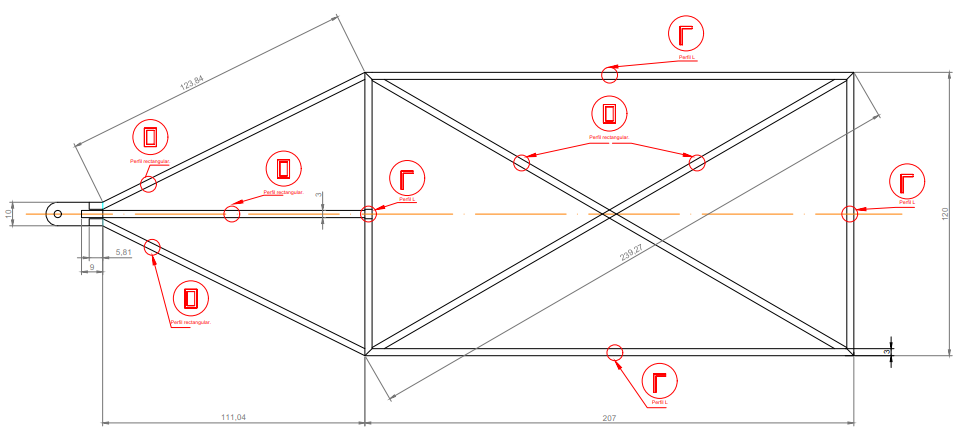 Perfil L
123,84
Perfil rectangular.
Perfil rectangular.
Perfil rectangular.
3
Perfil L
Perfil L
10
120
5,81
239,27
9
Perfil rectangular.
3
Perfil L
111,04
207